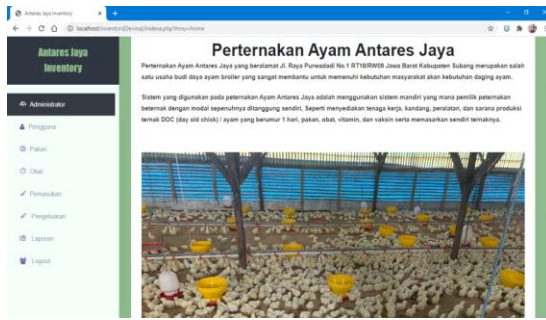 Antares Jaya Inventory
localhost/inventori(Devina)/indexa.php?mnu=home
Antares Jaya
Inventory
Administrator
Pengguna
Pakan
Obat
Pemasukan
Pengeluaran
Laporan
Logout
Perternakan Ayam Antares Jaya
Perternakan Ayam Antares Jaya yang beralamat Jl. Raya Purwadadi No.1 RT18/RW09 Jawa Barat Kabupaten Subang merupakan salah
satu usaha budi daya ayam broiler yang sangat membantu untuk memenuhi kebutuhan masyarakat akan kebutuhan daging ayam.
Sistem yang digunakan pada peternakan Ayam Antares Jaya adalah menggunakan sistem mandiri yang mana pemilik peternakan
beternak dengan modal sepenuhnya ditanggung sendiri, Seperti menyediakan tenaga kerja, kandang, peralatan, dan sarana produksi
ternak DOC (day old chick) / ayam yang berumur 1 hari, pakan, obat, vitamin, dan vaksin serta memasarkan sendiri ternaknya.